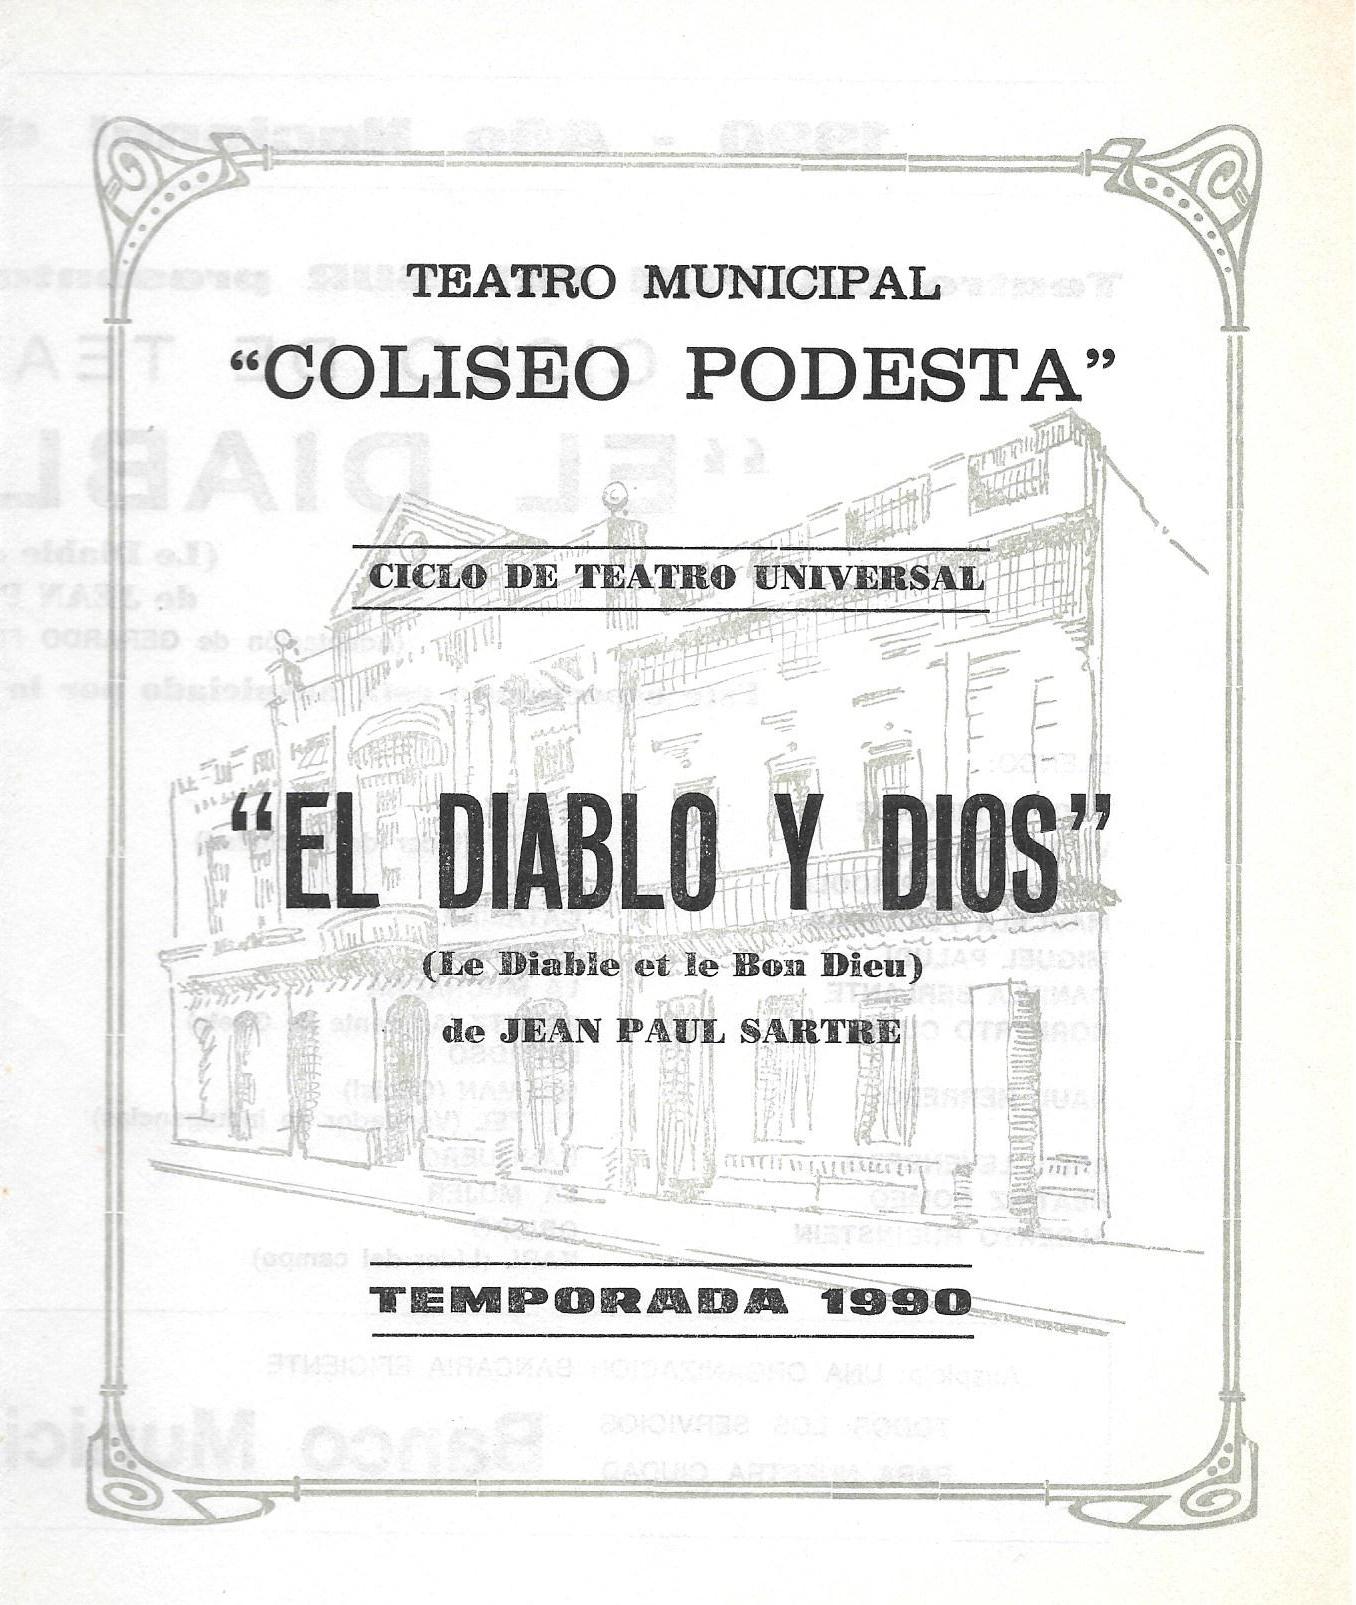 TEATRO MUNICIPAL
“COLISEO PODESTA”
CICLO DE TEATRO UNIVERSAL
“EL DIABLO Y DIOS”
(Le Diable et le Bon Dieu)
de JEAN PAUL SARTRE
TEMPORADA 1990